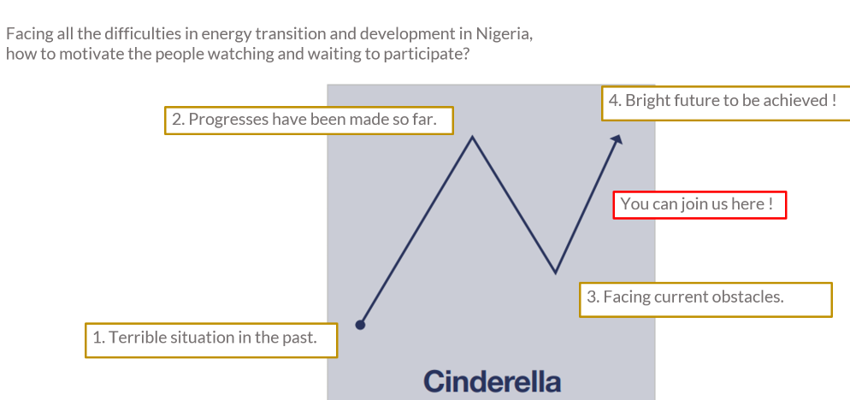 Facing all the difficulties in energy transition and development in Nigeria,
how to motivate the people watching and waiting to participate?
4. Bright future to be achieved !
2. Progresses have been made so far.
You can join us here !
3. Facing current obstacles.
1. Terrible situation in the past.
Cinderella